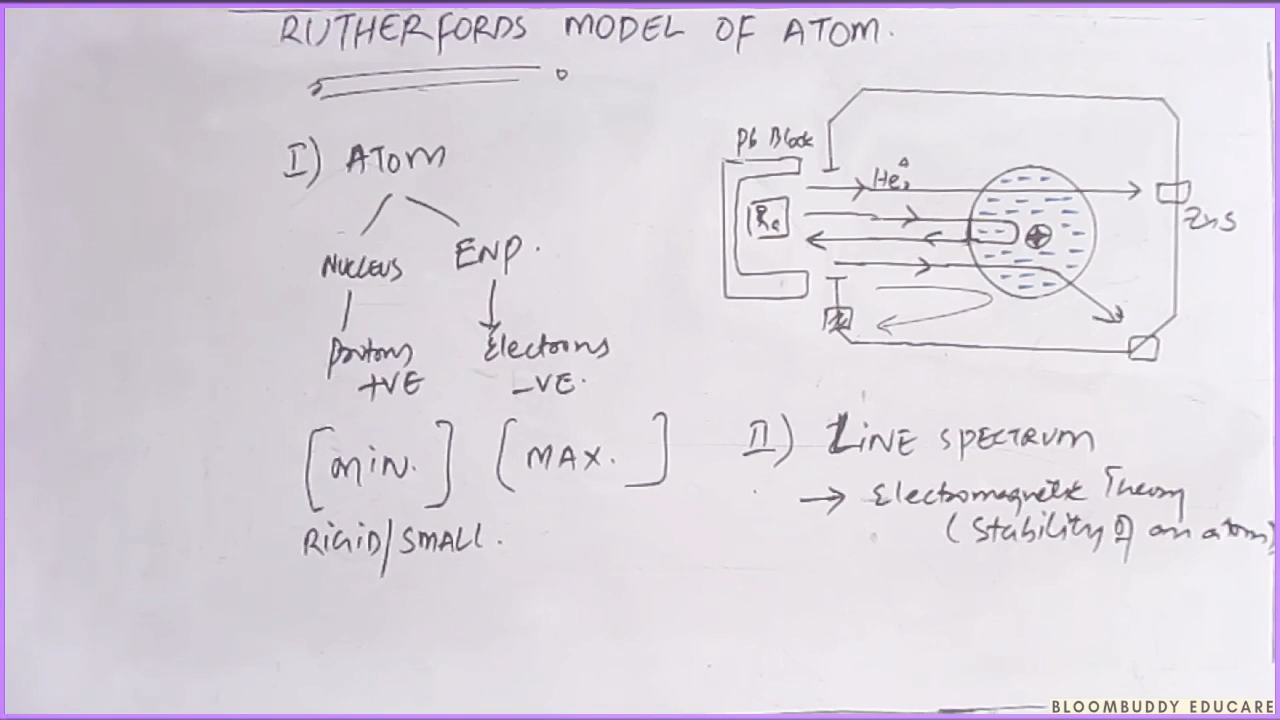 RUTHERFORDS MODEL OF ATOM.
I) ATOM
NUCLEUS
ENP.
Protons
+VE
Electrons
-VE.
[MIN.] [MAX.]
RIGID/SMALL.
Pb Block
Ra
He
ZnS
II) LINE SPECTRUM
→ Electromagnetic Theory
(Stability of an atom)
BLOOMBUDDY EDUCARE